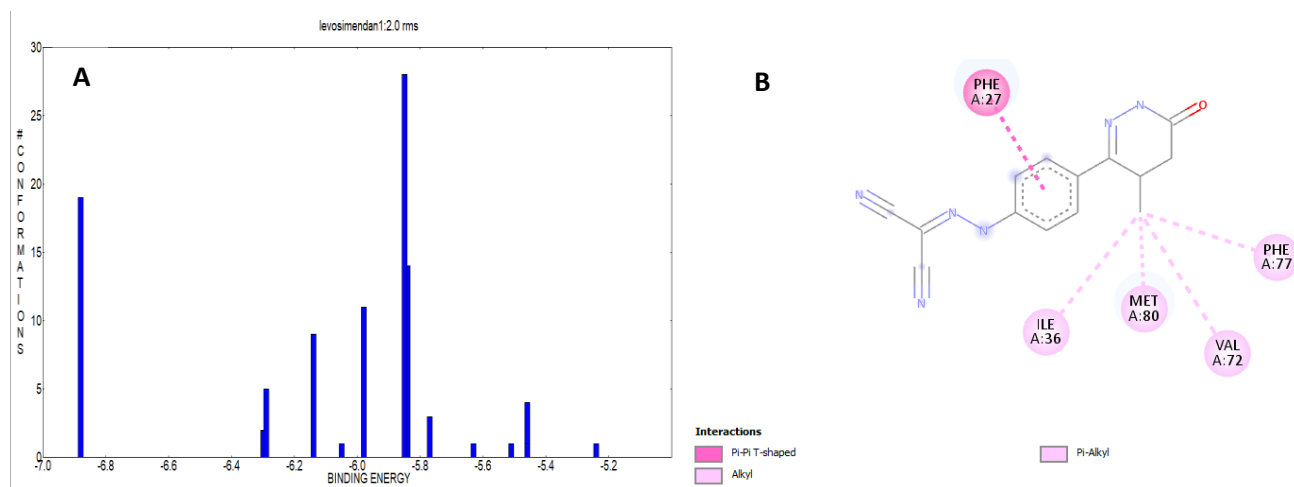 levosimendan1:2.0 rms
A
#CONFORMATIONS
30
25
20
15
10
5
0
-7.0 -6.8 -6.6 -6.4 -6.2 -6.0 -5.8 -5.6 -5.4 -5.2
BINDING ENERGY
B
PHE
A:27
N
N
O
N
N
N
N
PHE
A:77
MET
A:80
ILE
A:36
VAL
A:72
Interactions
Pi-Pi T-shaped
Alkyl
Pi-Alkyl